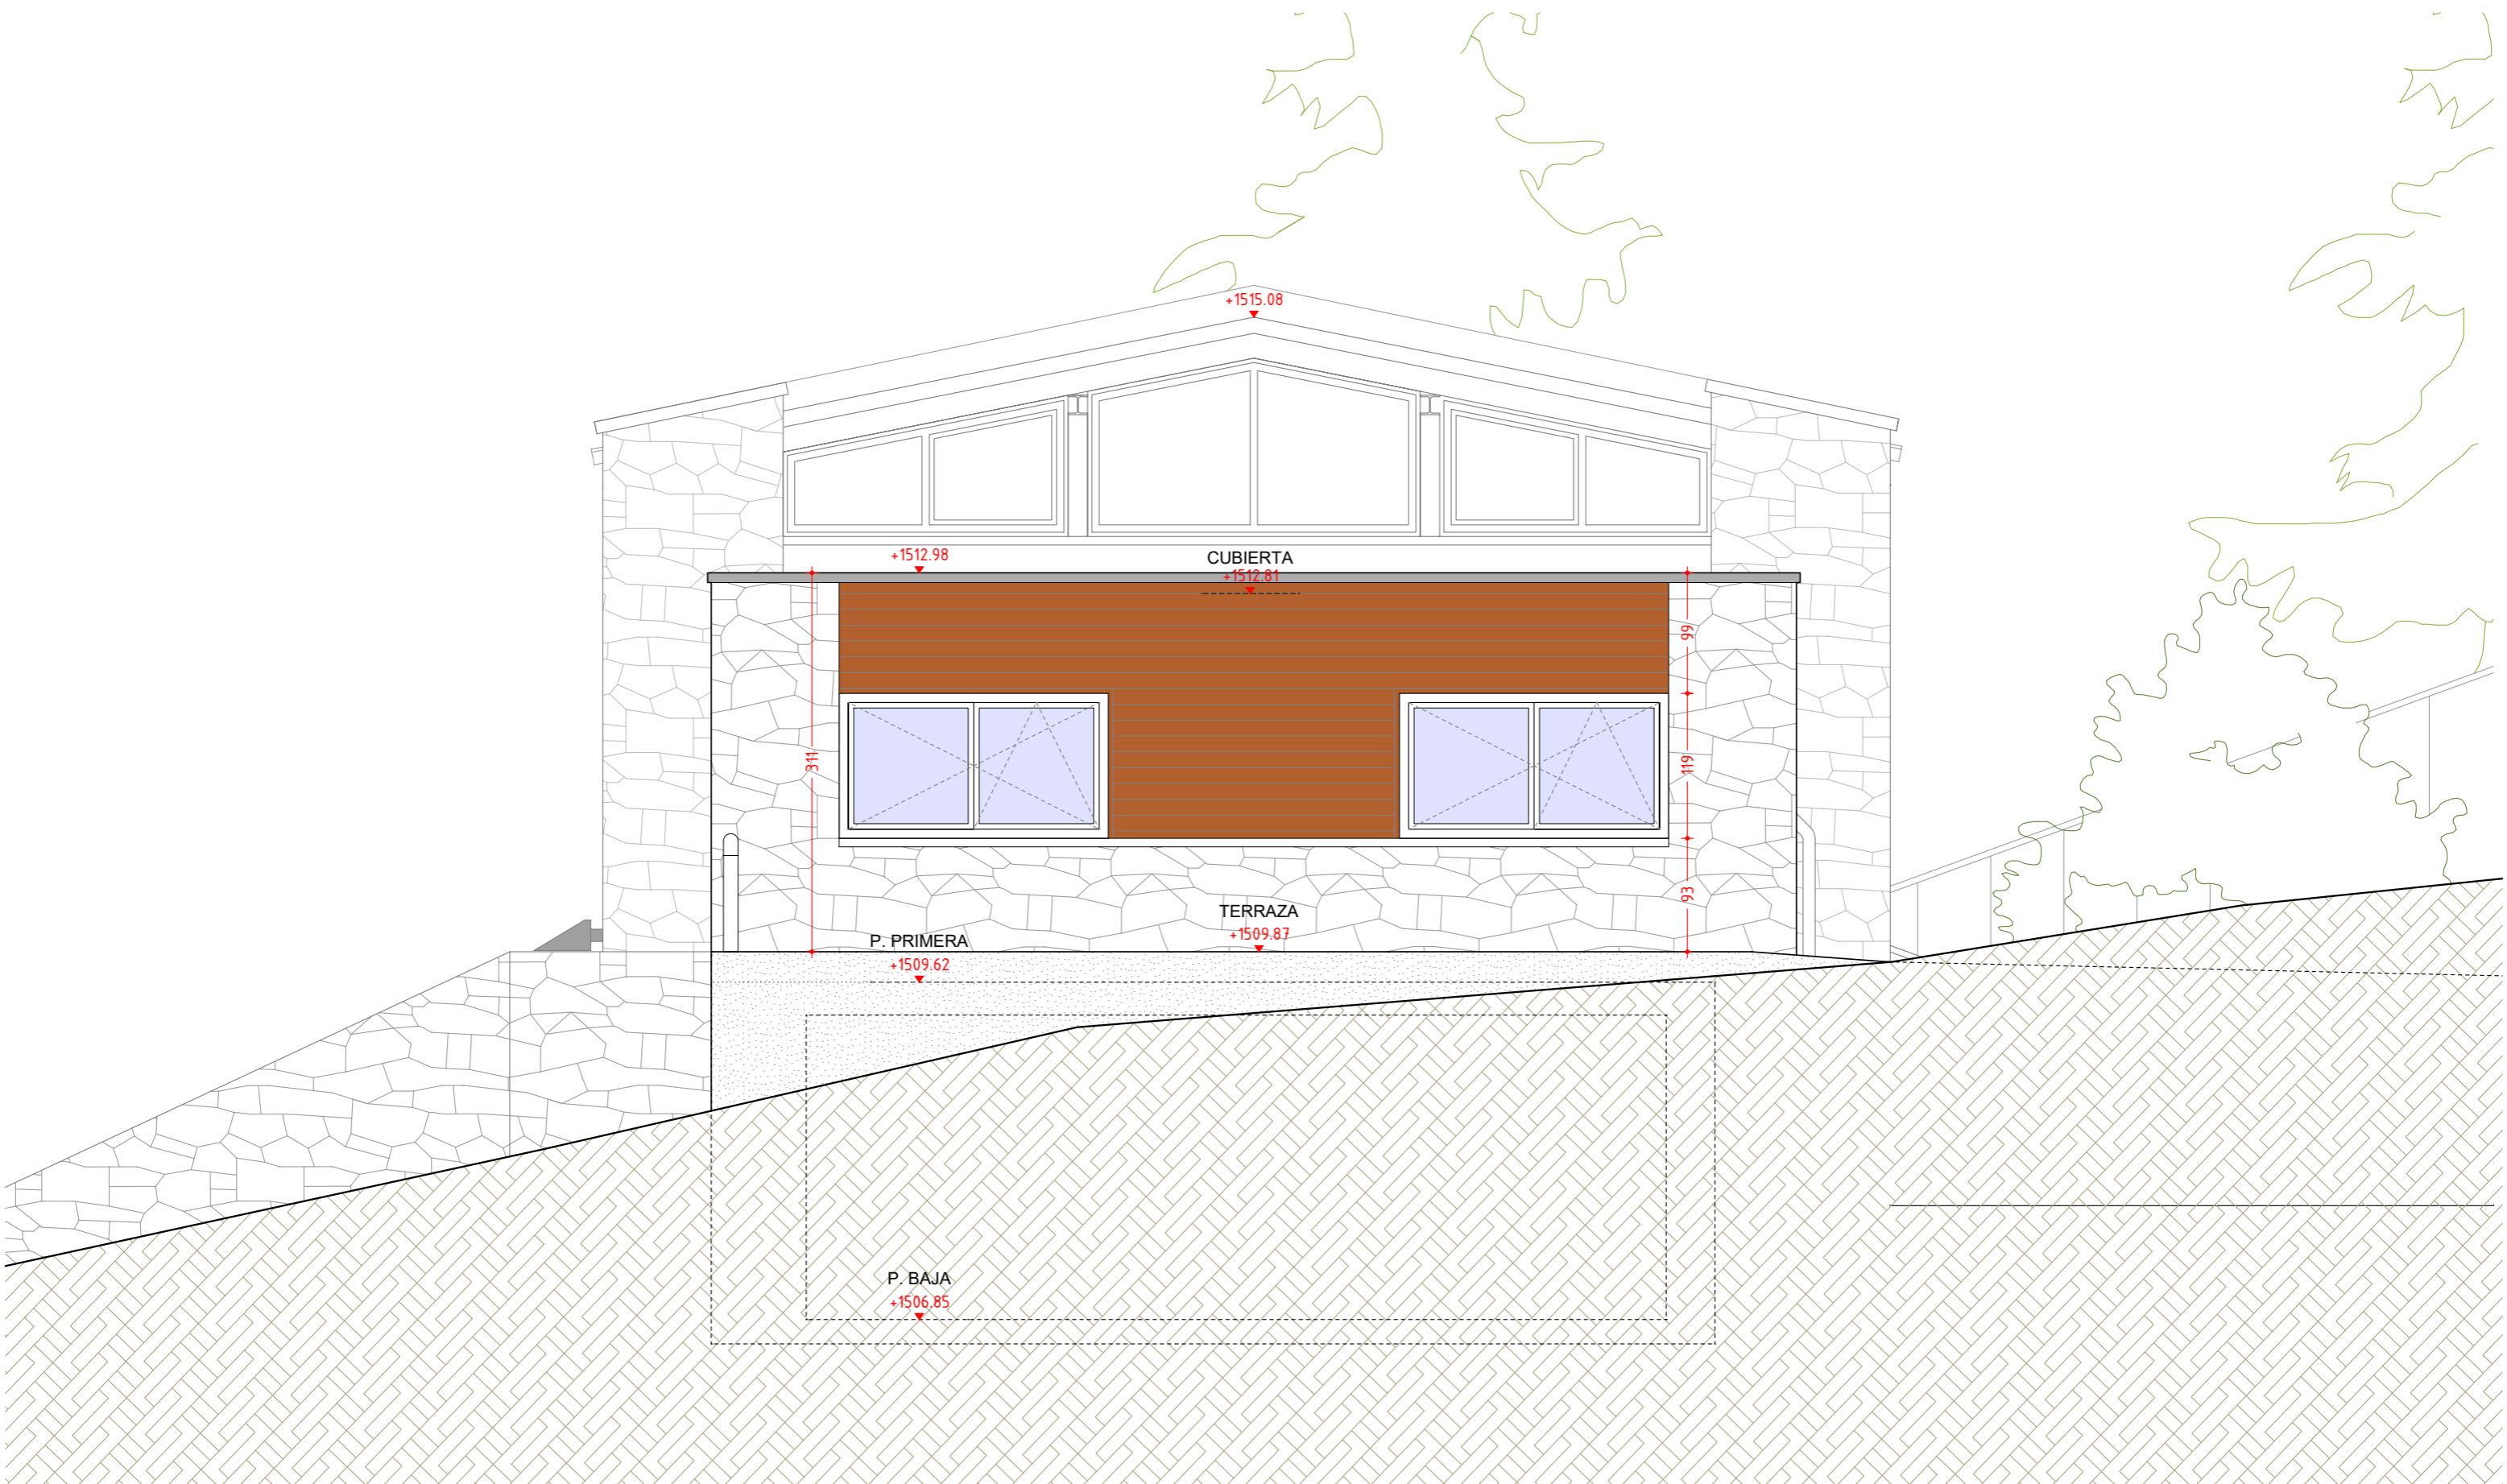 +1515.08
+1512.98
CUBIERTA
+1512.81
99
311
119
93
TERRAZA
+1509.87
P. PRIMERA
+1509.62
P. BAJA
+1506.85